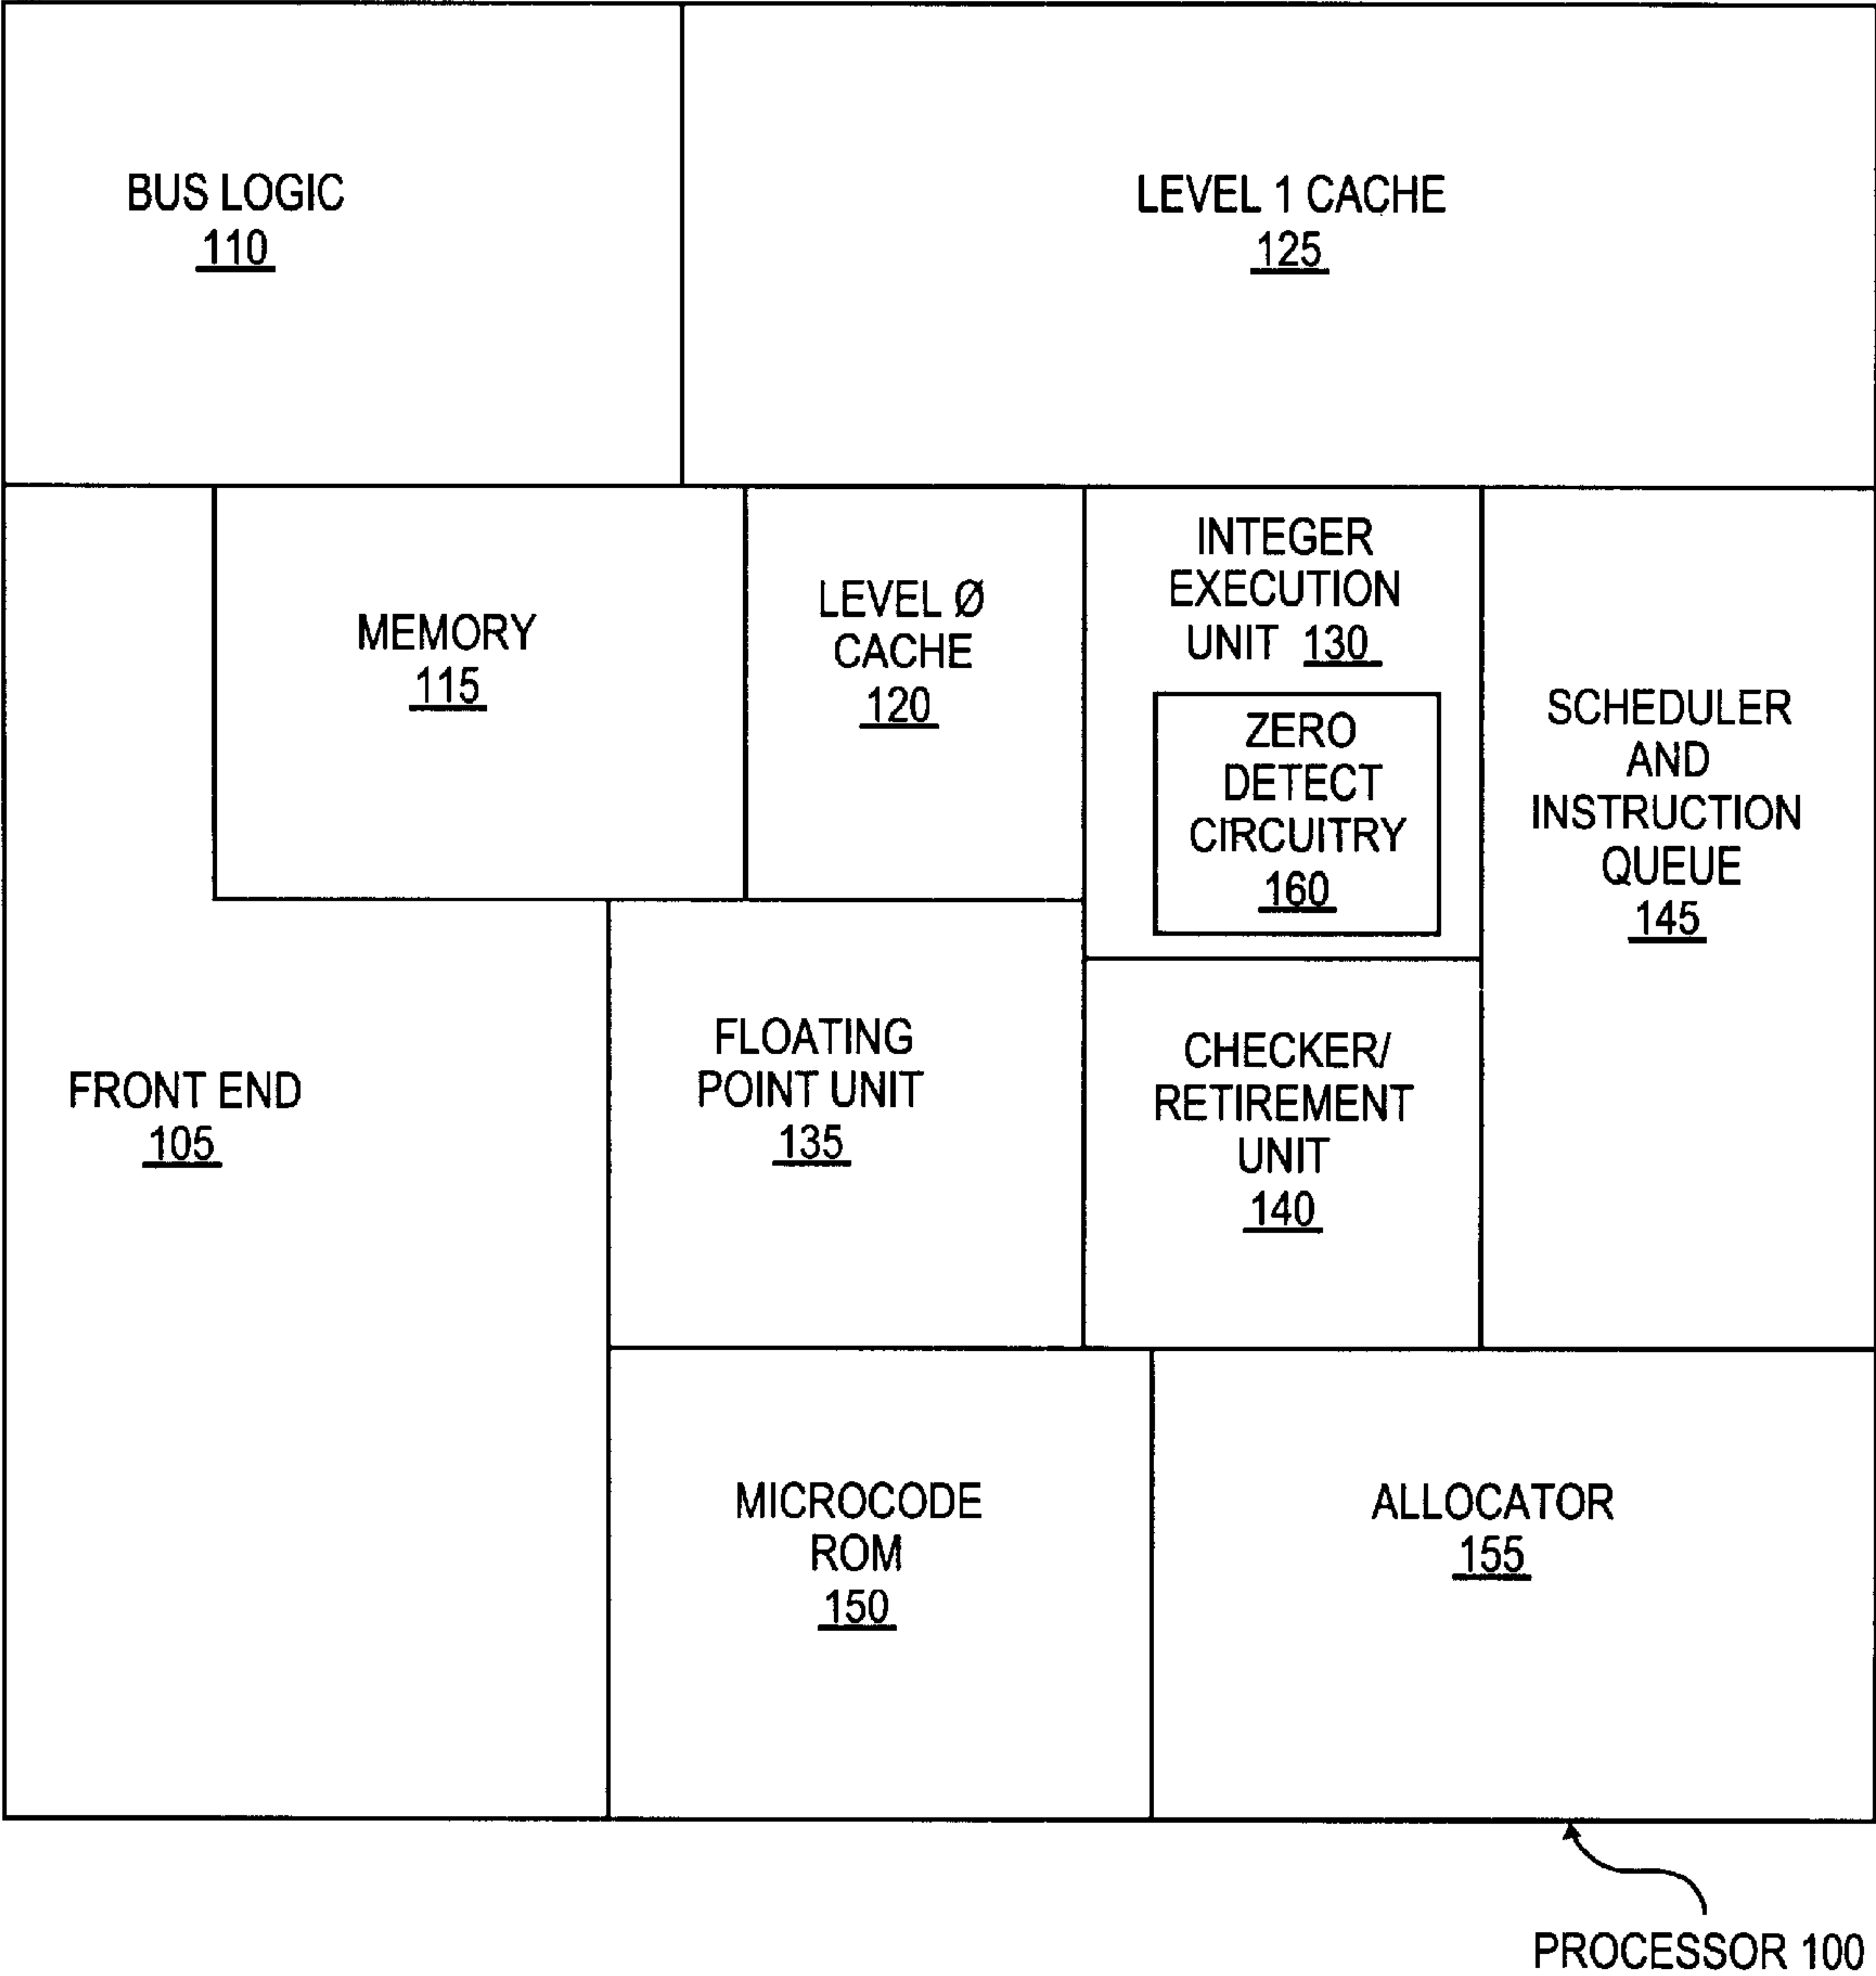 BUS LOGIC
110
LEVEL 1 CACHE
125
MEMORY
115
LEVEL Ø
CACHE
120
INTEGER
EXECUTION
UNIT 130
ZERO
DETECT
CIRCUITRY
160
SCHEDULER
AND
INSTRUCTION
QUEUE
145
FRONT END
105
FLOATING
POINT UNIT
135
CHECKER/
RETIREMENT
UNIT
140
MICROCODE
ROM
150
ALLOCATOR
155
PROCESSOR 100